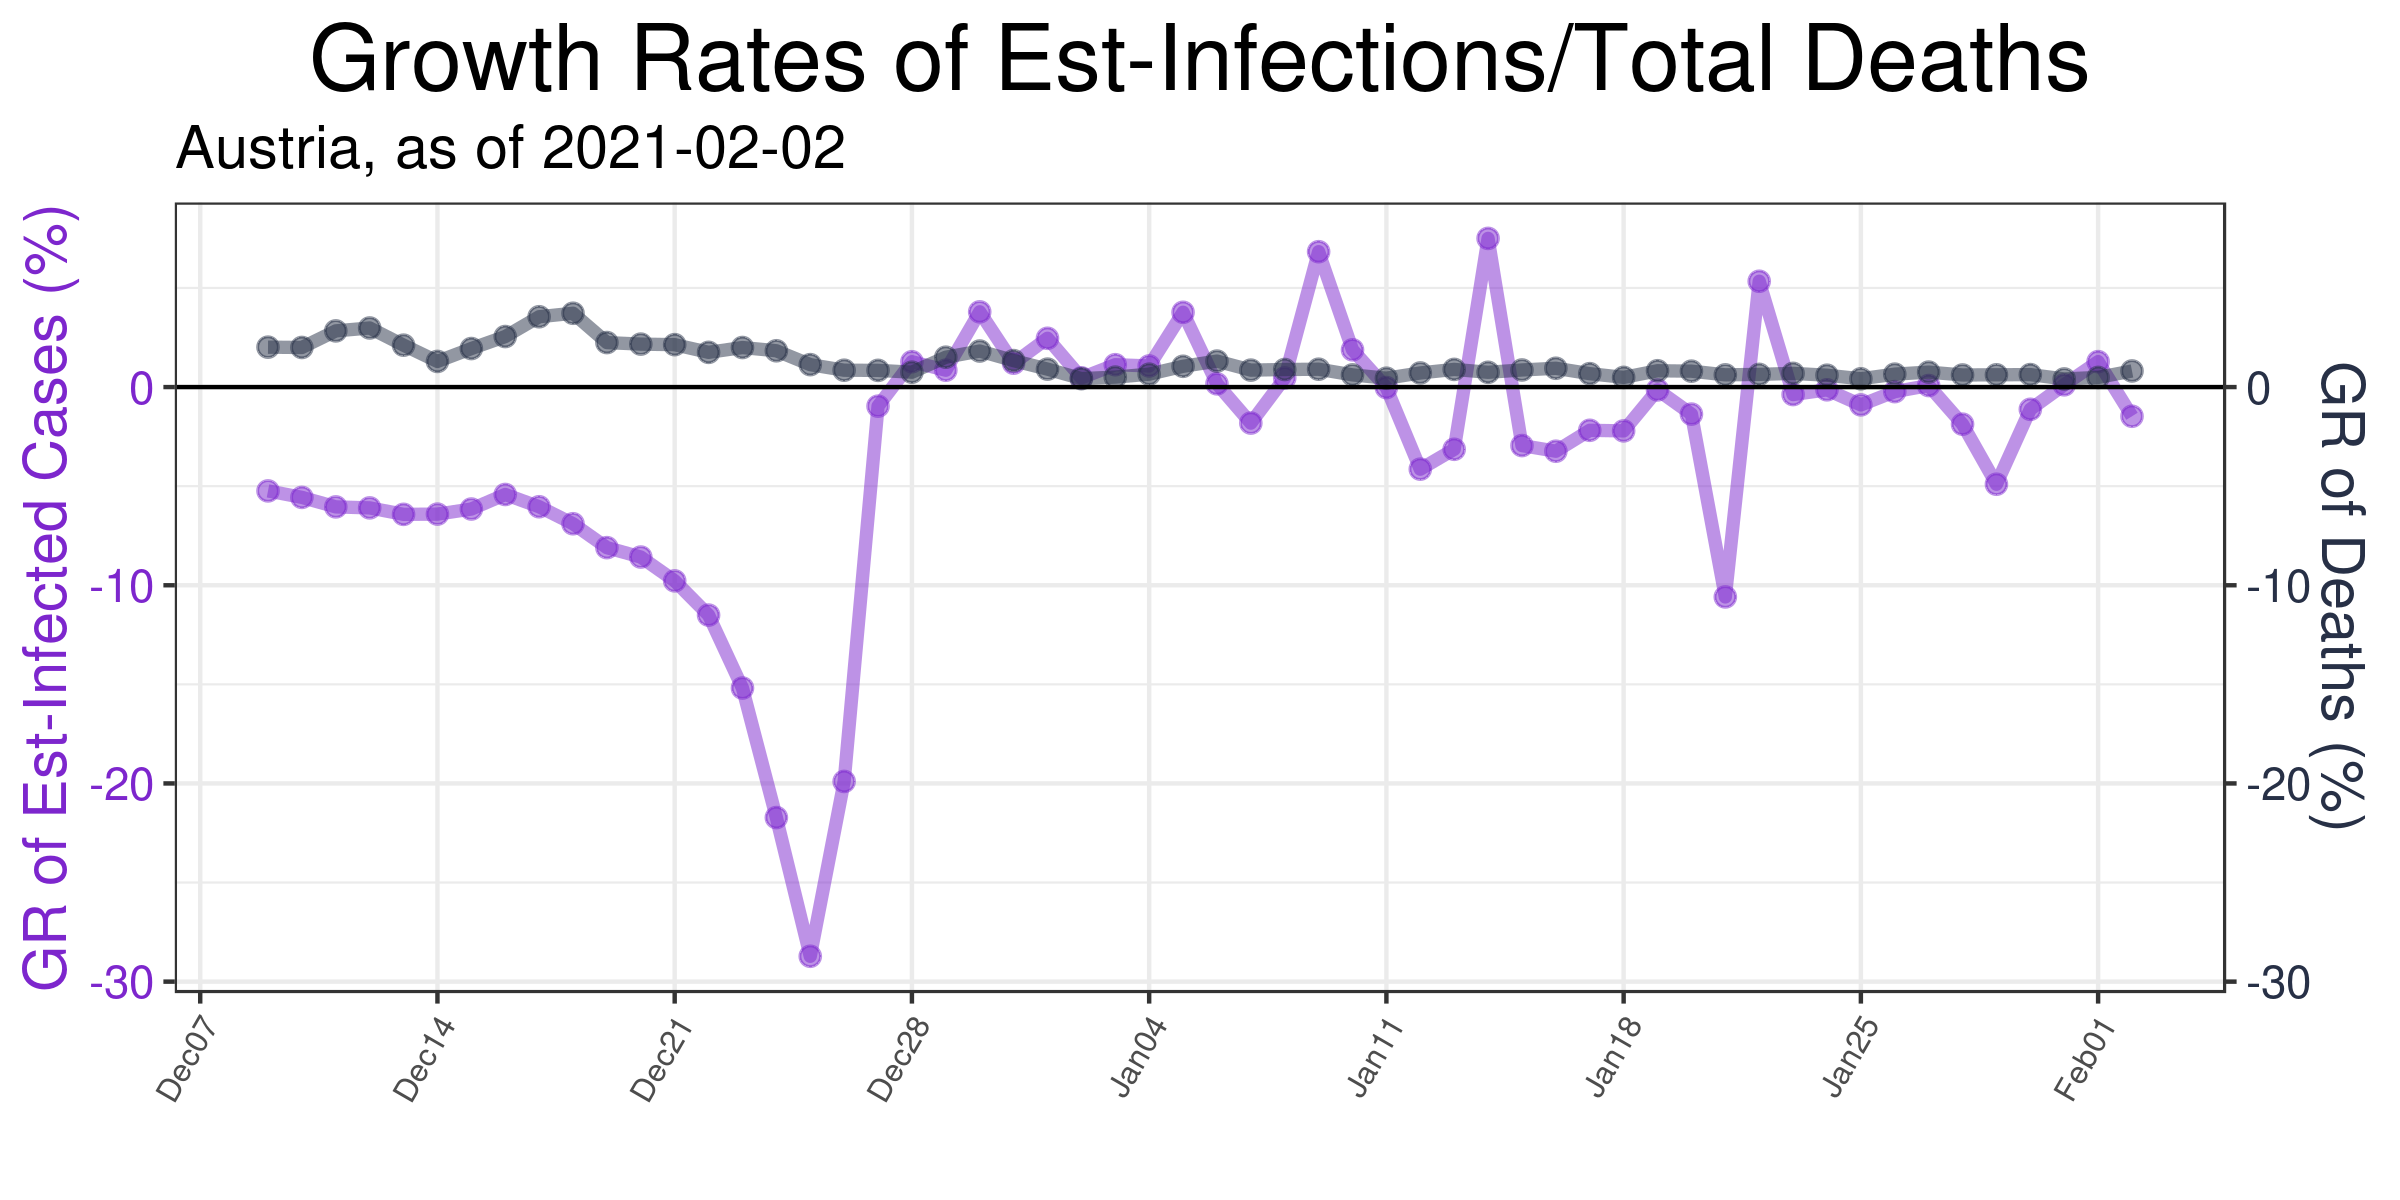 Growth Rates of Est-Infections/Total Deaths
Austria, as of 2021-02-02
GR of Est-Infected Cases (%)
0
-10
-20
-30
0
-10
-20
-30
GR of Deaths (%)
Dec07
Dec14
Dec21
Dec28
Jan04
Jan11
Jan18
Jan25
Feb01